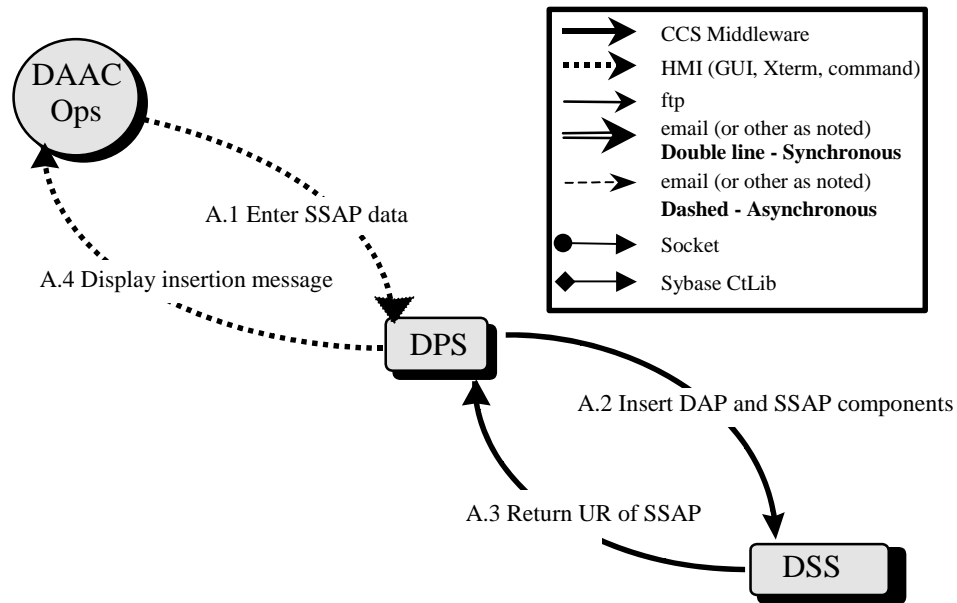 DAAC
Ops
CCS Middleware
HMI (GUI, Xterm, command)
ftp
email (or other as noted)
Double line - Synchronous
email (or other as noted)
Dashed - Asynchronous
Socket
Sybase CtLib
A.1 Enter SSAP data
A.4 Display insertion message
DPS
A.2 Insert DAP and SSAP components
A.3 Return UR of SSAP
DSS